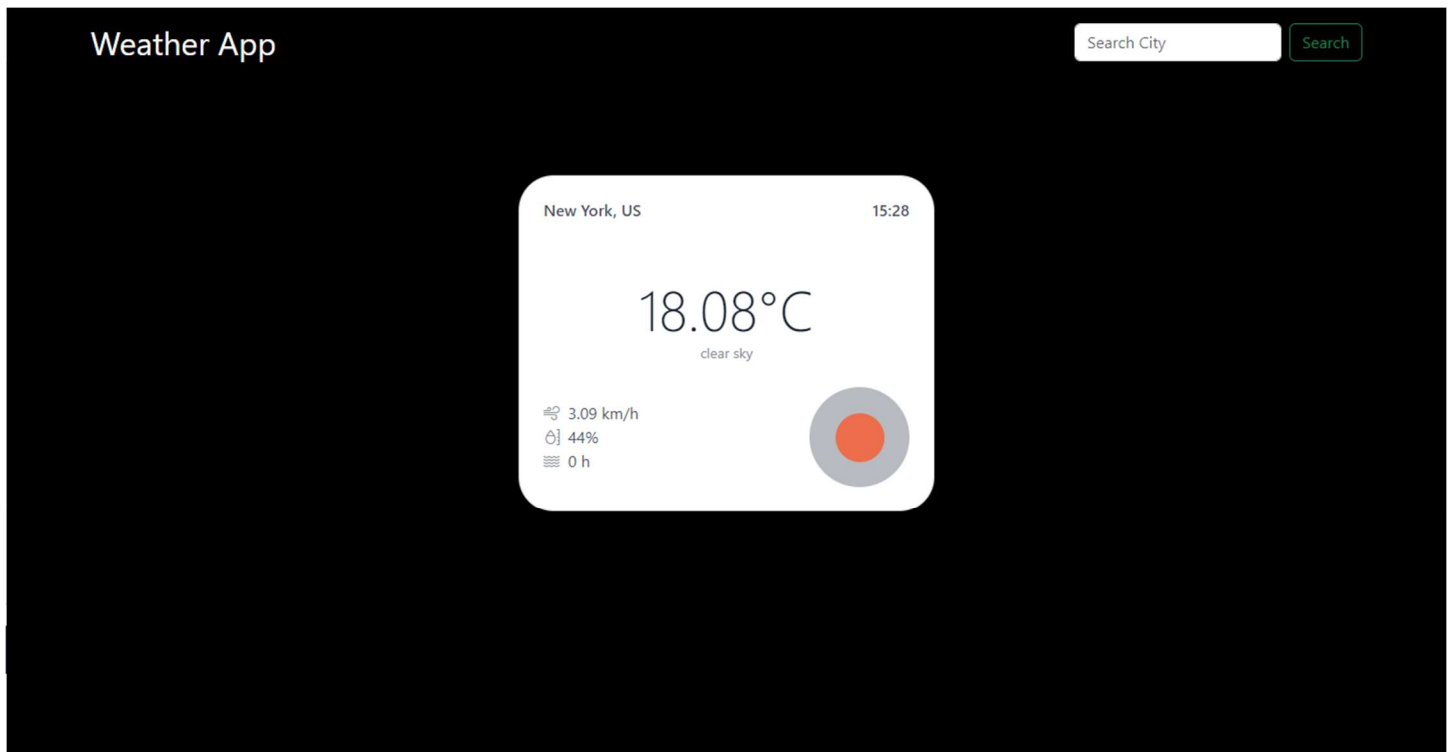 Weather App
Search City Search
New York, US 15:28
18.08°C
clear sky
3.09 km/h
44%
0 h